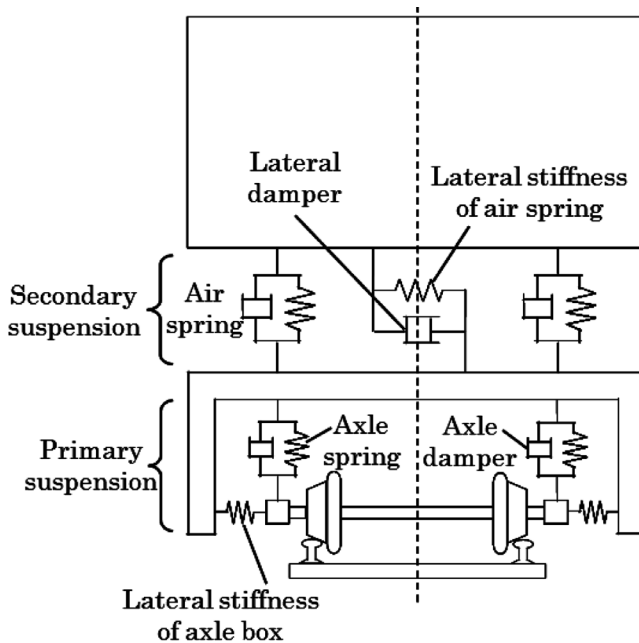 Lateral
damper
Lateral stiffness
of air spring
Secondary
suspension
Air
spring
Primary
suspension
Axle
spring
Axle
damper
Lateral stiffness
of axle box